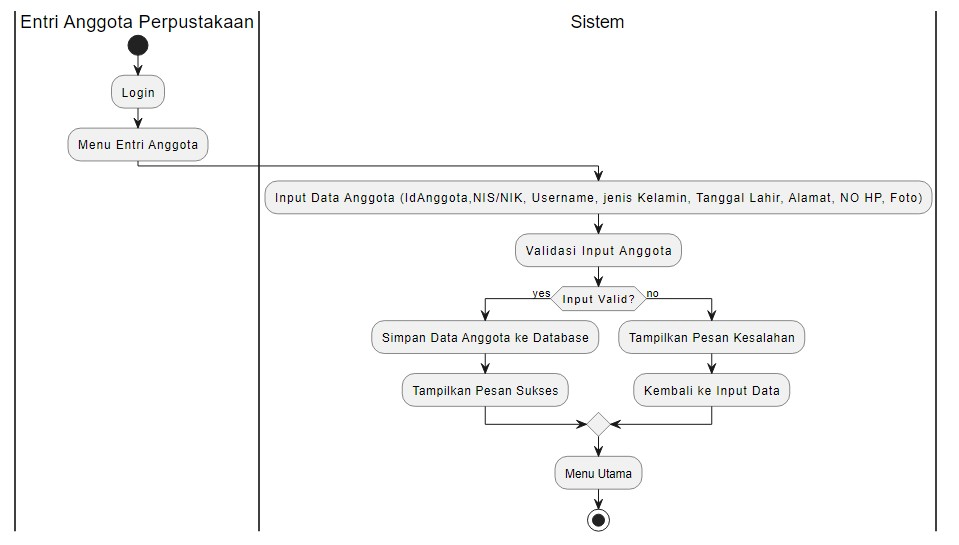 Entri Anggota Perpustakaan
Sistem
Login
Menu Entri Anggota
Input Data Anggota (IdAnggota,NIS/NIK, Username, jenis Kelamin, Tanggal Lahir, Alamat, NO HP, Foto)
Validasi Input Anggota
yes
Input Valid?
no
Simpan Data Anggota ke Database
Tampilkan Pesan Kesalahan
Tampilkan Pesan Sukses
Kembali ke Input Data
Menu Utama